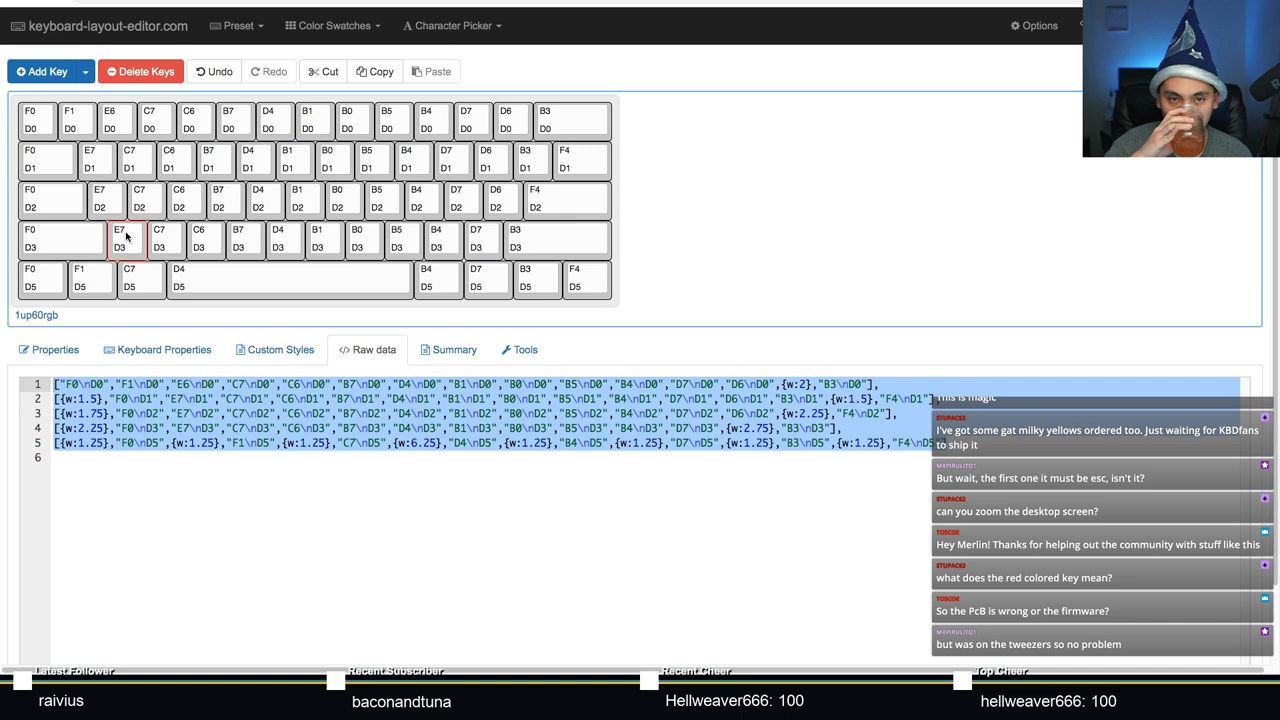 keyboard-layout-editor.com Preset Color Swatches Character Picker Options
Add Key Delete Keys Undo Redo Cut Copy Paste
F0 F1 E6 C7 C6 B7 D4 B1 B0 B5 B4 D7 D6 B3
D0 D0 D0 D0 D0 D0 D0 D0 D0 D0 D0 D0 D0 D0
F0 E7 C7 C6 B7 D4 B1 B0 B5 B4 D7 D6 B3 F4
D1 D1 D1 D1 D1 D1 D1 D1 D1 D1 D1 D1 D1 D1
F0 E7 C7 C6 B7 D4 B1 B0 B5 B4 D7 D6 F4
D2 D2 D2 D2 D2 D2 D2 D2 D2 D2 D2 D2 D2
F0 E7 C7 C6 B7 D4 B1 B0 B5 B4 D7 B3
D3 D3 D3 D3 D3 D3 D3 D3 D3 D3 D3 D3
F0 F1 C7 D4 B4 D7 B3 F4
D5 D5 D5 D5 D5 D5 D5 D5
1up60rgb
Properties Keyboard Properties Custom Styles </> Raw data Summary Tools
1 ["F0\nD0","F1\nD0","E6\nD0","C7\nD0","C6\nD0","B7\nD0","D4\nD0","B1\nD0","B0\nD0","B5\nD0","B4\nD0","D7\nD0","D6\nD0",{w:2},"B3\nD0"],
2 [{w:1.5},"F0\nD1","E7\nD1","C7\nD1","C6\nD1","B7\nD1","D4\nD1","B1\nD1","B0\nD1","B5\nD1","B4\nD1","D7\nD1","D6\nD1","B3\nD1",{w:1.5},"F4\nD1"],
3 [{w:1.75},"F0\nD2","E7\nD2","C7\nD2","C6\nD2","B7\nD2","D4\nD2","B1\nD2","B0\nD2","B5\nD2","B4\nD2","D7\nD2","D6\nD2",{w:2.25},"F4\nD2"],
4 [{w:2.25},"F0\nD3","E7\nD3","C7\nD3","C6\nD3","B7\nD3","D4\nD3","B1\nD3","B0\nD3","B5\nD3","B4\nD3","D7\nD3",{w:2.75},"B3\nD3"],
5 [{w:1.25},"F0\nD5",{w:1.25},"F1\nD5",{w:1.25},"C7\nD5",{w:6.25},"D4\nD5",{w:1.25},"B4\nD5",{w:1.25},"D7\nD5",{w:1.25},"B3\nD5",{w:1.25},"F4\nD5"
6
This is magic
STUPAC62
I've got some gat milky yellows ordered too. Just waiting for KBDfans
to ship it
MRPIRULITO1
But wait, the first one it must be esc, isn't it?
STUPAC62
can you zoom the desktop screen?
TOSCOE
Hey Merlin! Thanks for helping out the community with stuff like this
STUPAC62
what does the red colored key mean?
TOSCOE
So the PcB is wrong or the firmware?
MRPIRULITO1
but was on the tweezers so no problem
Latest Follower Recent Subscriber Recent Cheer Top Cheer
raivius baconandtuna Hellweaver666: 100 hellweaver666: 100